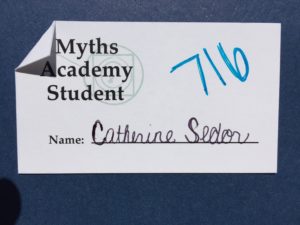 Myths
Academy
Student
716
Name: Catherine Sedor